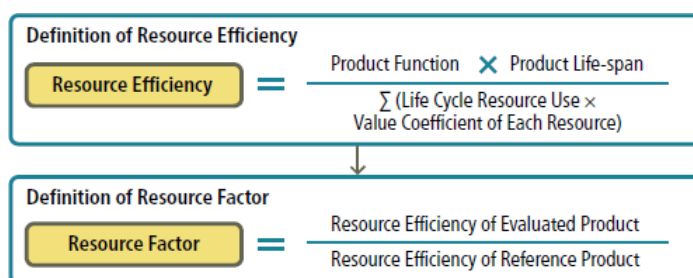 Definition of Resource Efficiency
Resource Efficiency = Product Function × Product Life-span
∑ (Life Cycle Resource Use ×
Value Coefficient of Each Resource)
Definition of Resource Factor
Resource Factor = Resource Efficiency of Evaluated Product
Resource Efficiency of Reference Product